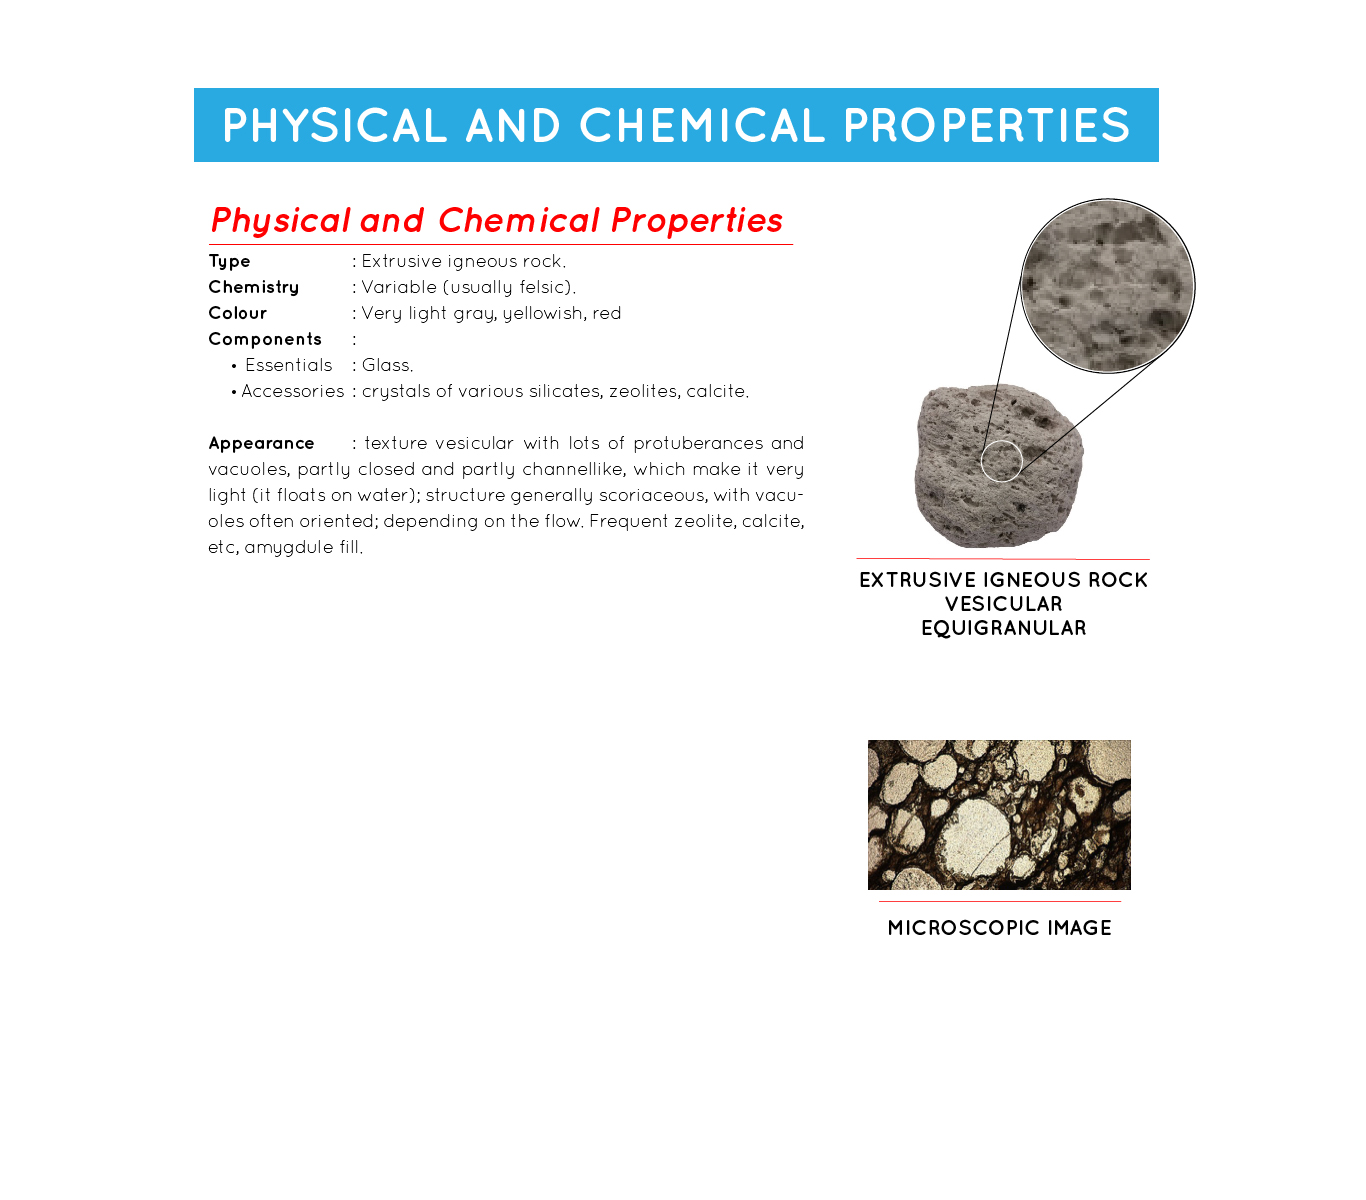 PHYSICAL AND CHEMICAL PROPERTIES
Physical and Chemical Properties
Type : Extrusive igneous rock.
Chemistry : Variable (usually felsic).
Colour : Very light gray, yellowish, red
Components :
• Essentials : Glass.
• Accessories : crystals of various silicates, zeolites, calcite.
Appearance : texture vesicular with lots of protuberances and
vacuoles, partly closed and partly channellike, which make it very
light (it floats on water); structure generally scoriaceous, with vacu-
oles often oriented; depending on the flow. Frequent zeolite, calcite,
etc, amygdule fill.
EXTRUSIVE IGNEOUS ROCK
VESICULAR
EQUIGRANULAR
MICROSCOPIC IMAGE